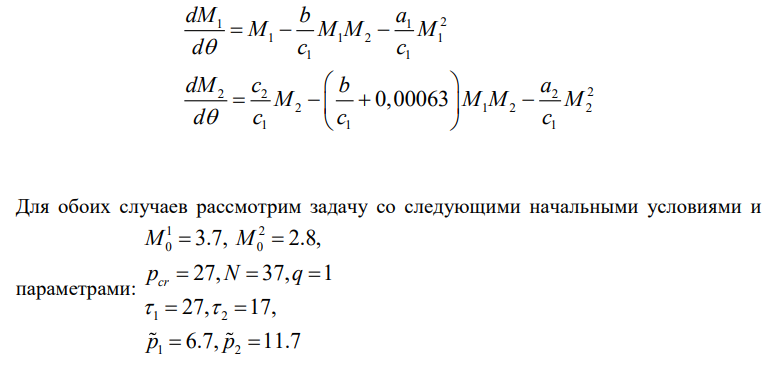 dM₁/dθ = M₁ − (b/c₁) M₁M₂ − (a₁/c₁) M₁²
dM₂/dθ = (c₂/c₁) M₂ − (b/c₁ + 0,00063) M₁M₂ − (a₂/c₁) M₂²
Для обоих случаев рассмотрим задачу со следующими начальными условиями и
параметрами:
M₀¹ = 3.7, M₀² = 2.8,
p_cr = 27, N = 37, q = 1
τ₁ = 27, τ₂ = 17,
p̃₁ = 6.7, p̃₂ = 11.7